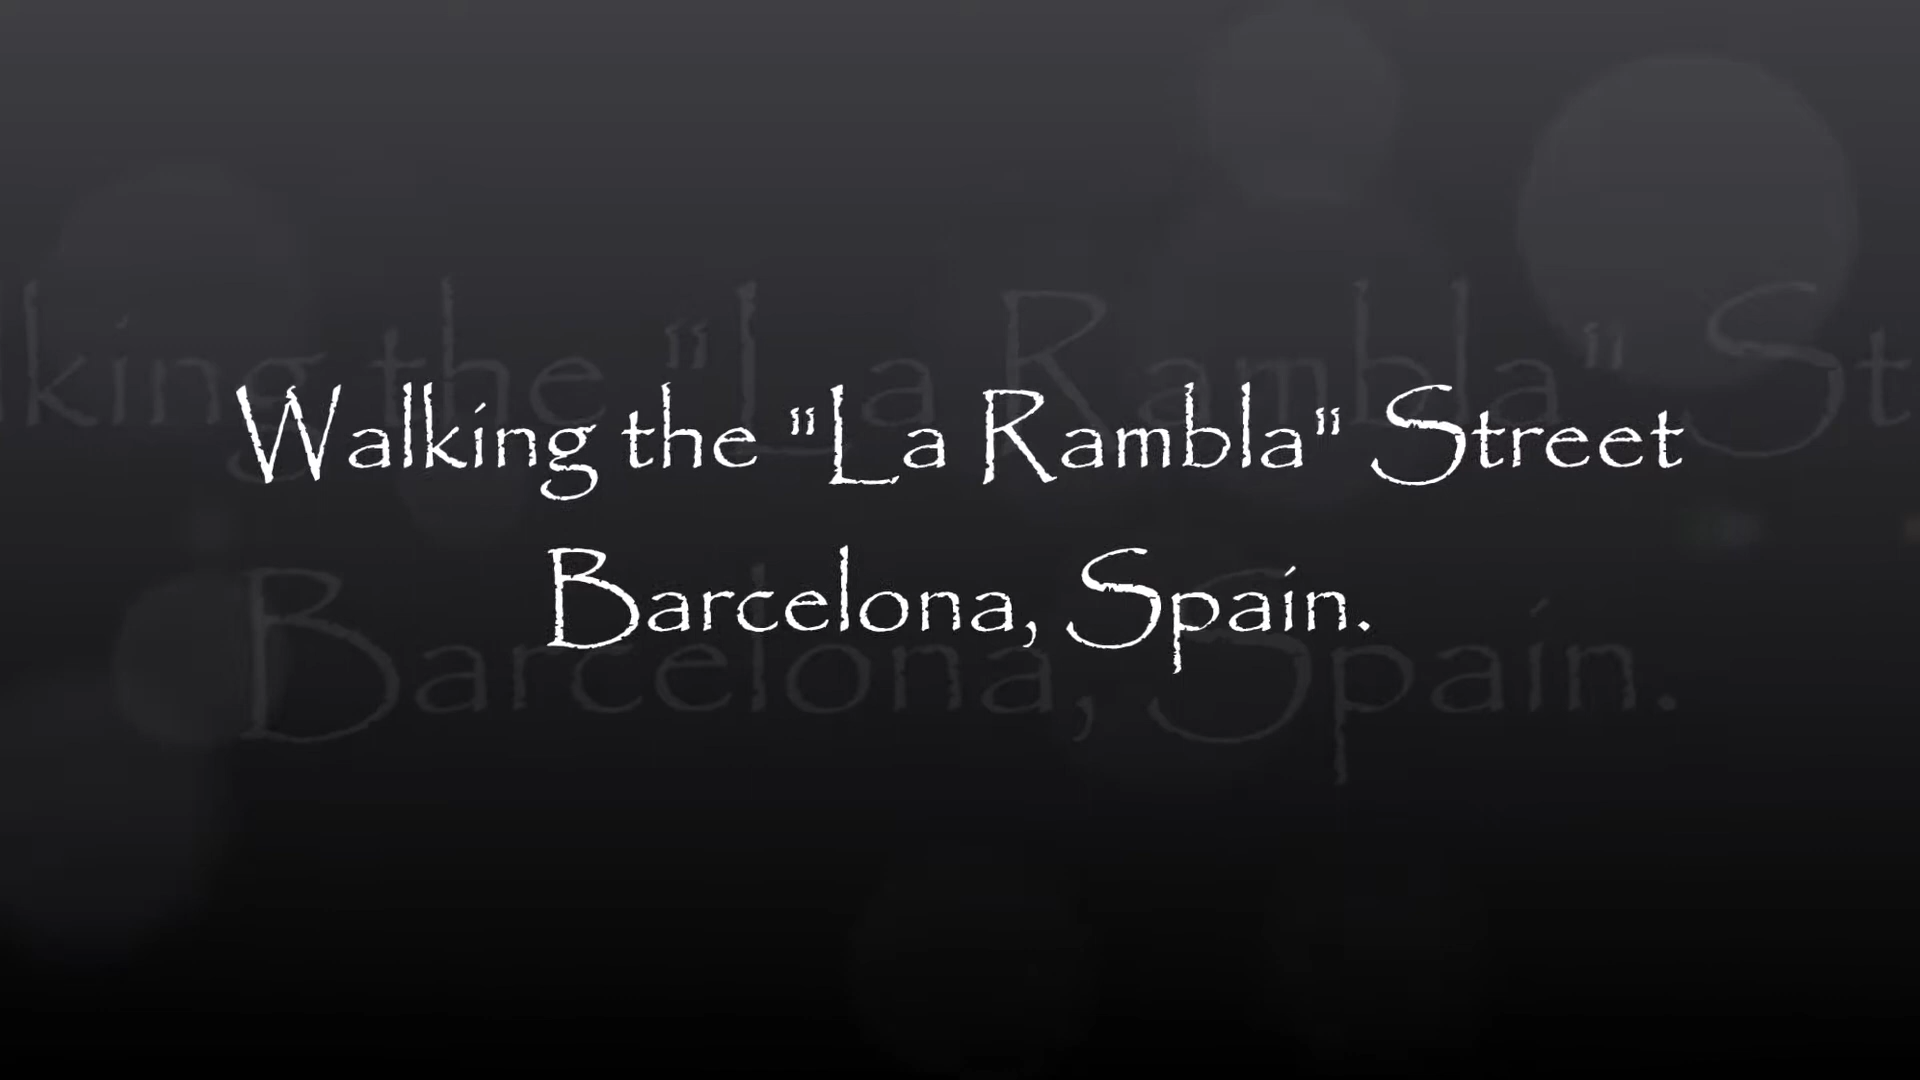 Walking the "La Rambla" Street
Barcelona, Spain.